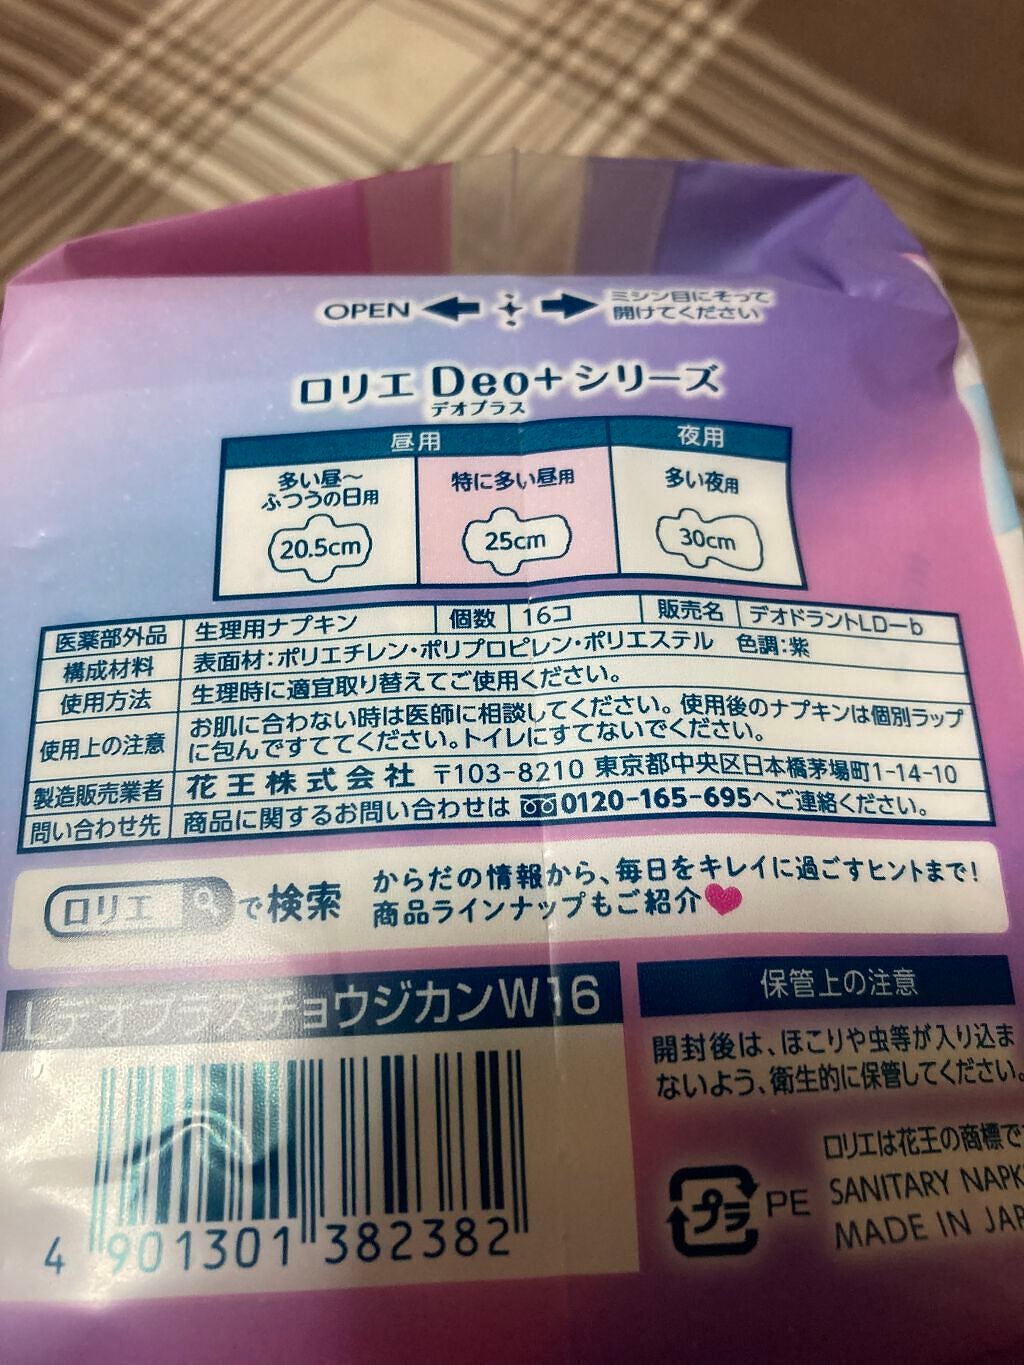 OPEN
ミシン目にそって
開けてください
ロリエ Deo+シリーズ
デオプラス
昼用
夜用
多い昼〜
ふつうの日用
20.5cm
特に多い昼用
25cm
多い夜用
30cm
医薬部外品 生理用ナプキン 個数 16コ 販売名 デオドラントLDーb
構成材料 表面材:ポリエチレン・ポリプロピレン・ポリエステル 色調:紫
使用方法 生理時に適宜取り替えてご使用ください。
使用上の注意 お肌に合わない時は医師に相談してください。使用後のナプキンは個別ラップ
に包んですててください。トイレにすてないでください。
製造販売業者 花王株式会社 〒103-8210 東京都中央区日本橋茅場町1-14-10
問い合わせ先 商品に関するお問い合わせは 0120-165-695へご連絡ください。
ロリエ で検索
からだの情報から、毎日をキレイに過ごすヒントまで!
商品ラインナップもご紹介
LデオプラスチョウジカンW16
4 901301 382382
保管上の注意
開封後は、ほこりや虫等が入り込ま
ないよう、衛生的に保管してください。
ロリエは花王の商標で
プラ PE
SANITARY NAPK
MADE IN JAP